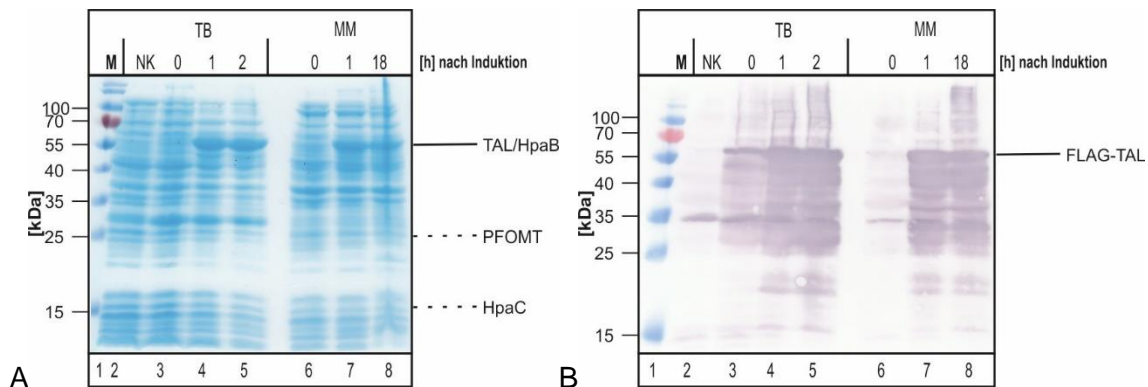 TB MM
M NK 0 1 2 0 1 18 [h] nach Induktion
100
70
55 TAL/HpaB
40
35
25 PFOMT
15 HpaC
[kDa]
1 2 3 4 5 6 7 8
A
TB MM
M NK 0 1 2 0 1 18 [h] nach Induktion
100
70
55 FLAG-TAL
40
35
25
15
[kDa]
1 2 3 4 5 6 7 8
B